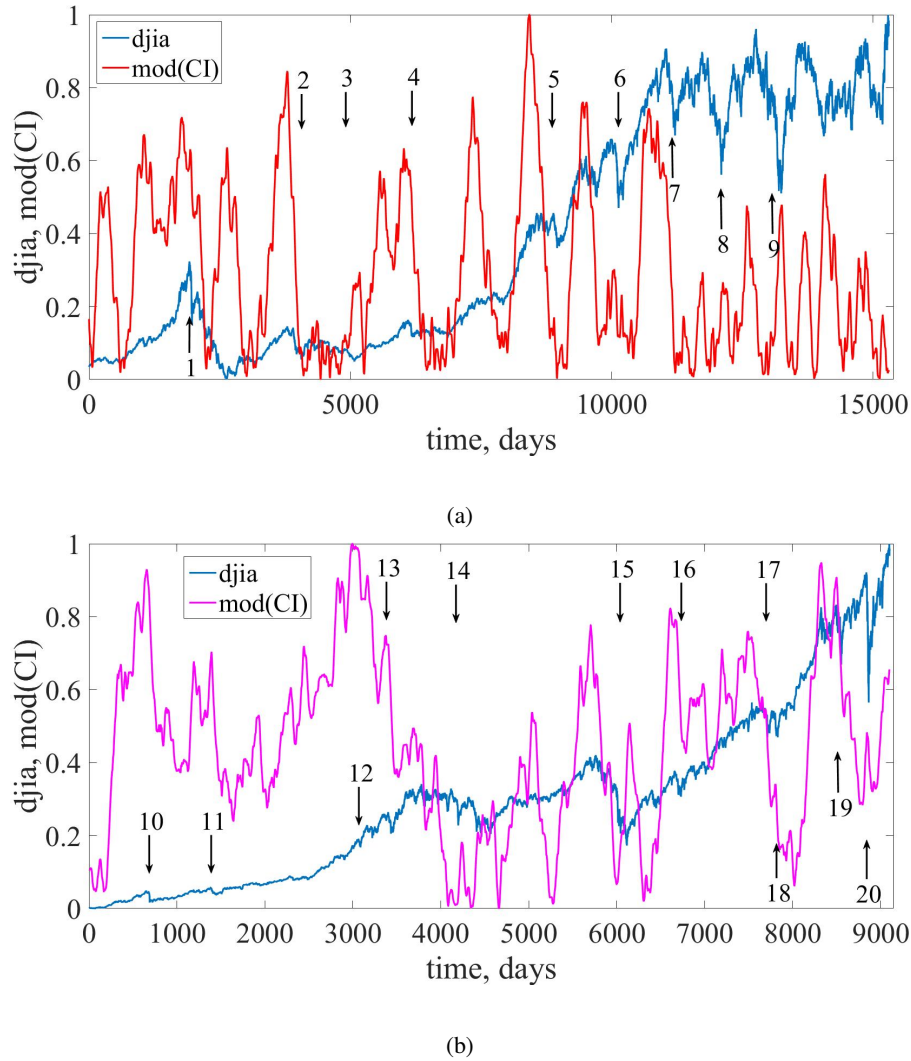 1
djia
mod(CI)
2 3 4 5 6
0.8
0.6
0.4
0.2
0
djia, mod(CI)
1
7
8
9
0 5000 10000 15000
time, days
(a)
1
djia
mod(CI)
13 14 15 16 17
0.8
0.6
0.4
0.2
0
djia, mod(CI)
12
10 11
19
18
20
0 1000 2000 3000 4000 5000 6000 7000 8000 9000
time, days
(b)